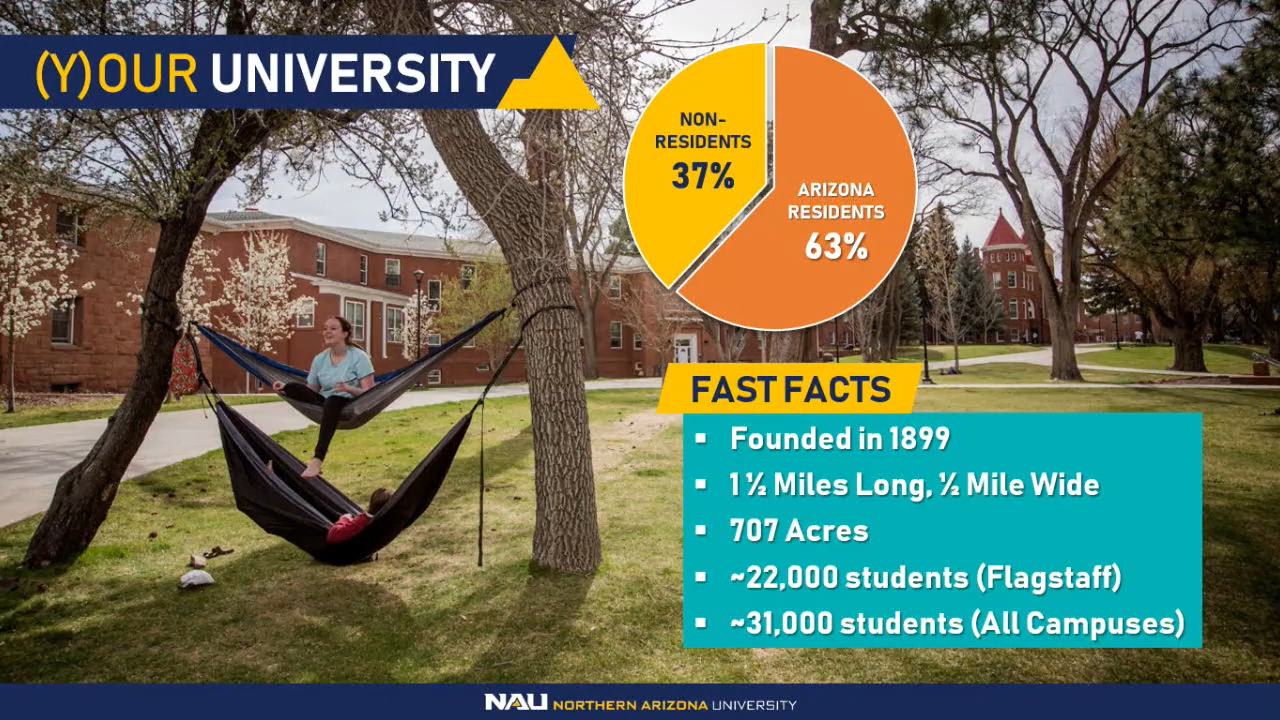 (Y)OUR UNIVERSITY
NON-
RESIDENTS
37%
ARIZONA
RESIDENTS
63%
FAST FACTS
▪ Founded in 1899
▪ 1 ½ Miles Long, ½ Mile Wide
▪ 707 Acres
▪ ~22,000 students (Flagstaff)
▪ ~31,000 students (All Campuses)
NAU NORTHERN ARIZONA UNIVERSITY